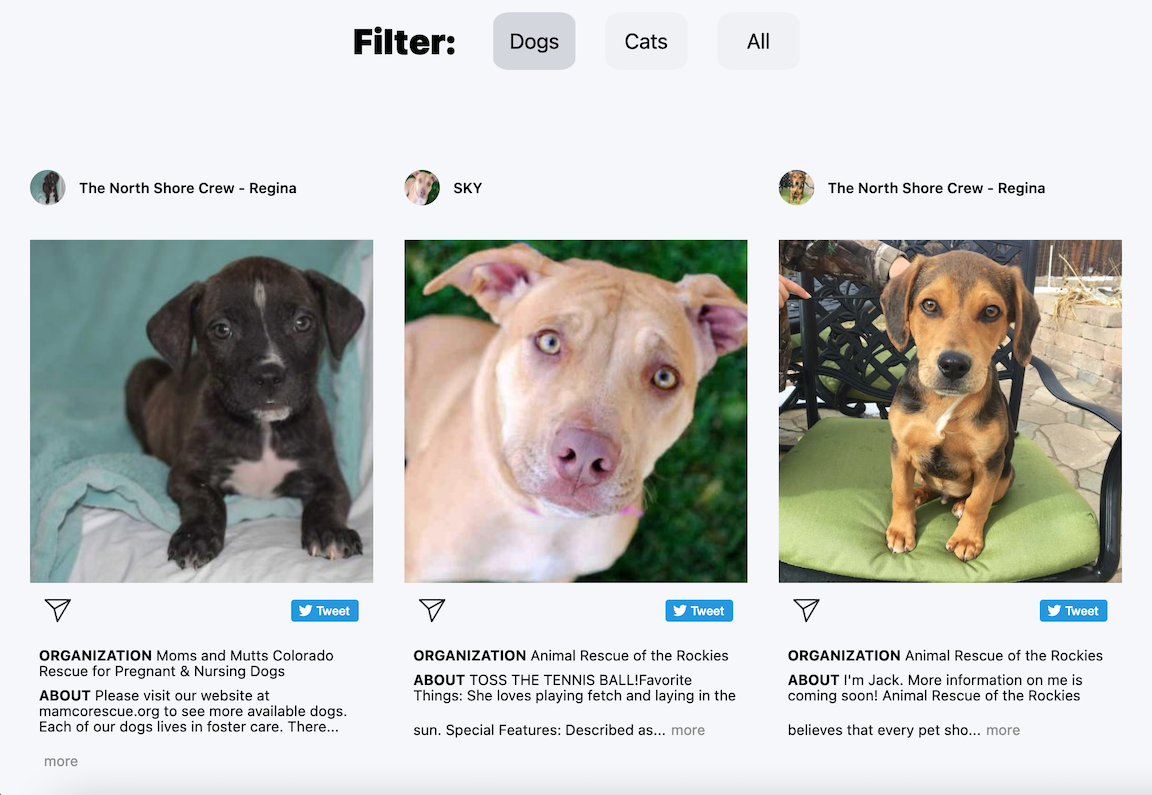 Filter: Dogs Cats All
The North Shore Crew - Regina
SKY
The North Shore Crew - Regina
Tweet
Tweet
Tweet
ORGANIZATION Moms and Mutts Colorado
Rescue for Pregnant & Nursing Dogs
ABOUT Please visit our website at
mamcorescue.org to see more available dogs.
Each of our dogs lives in foster care. There...
more
ORGANIZATION Animal Rescue of the Rockies
ABOUT TOSS THE TENNIS BALL!Favorite
Things: She loves playing fetch and laying in the
sun. Special Features: Described as... more
ORGANIZATION Animal Rescue of the Rockies
ABOUT I'm Jack. More information on me is
coming soon! Animal Rescue of the Rockies
believes that every pet sho... more